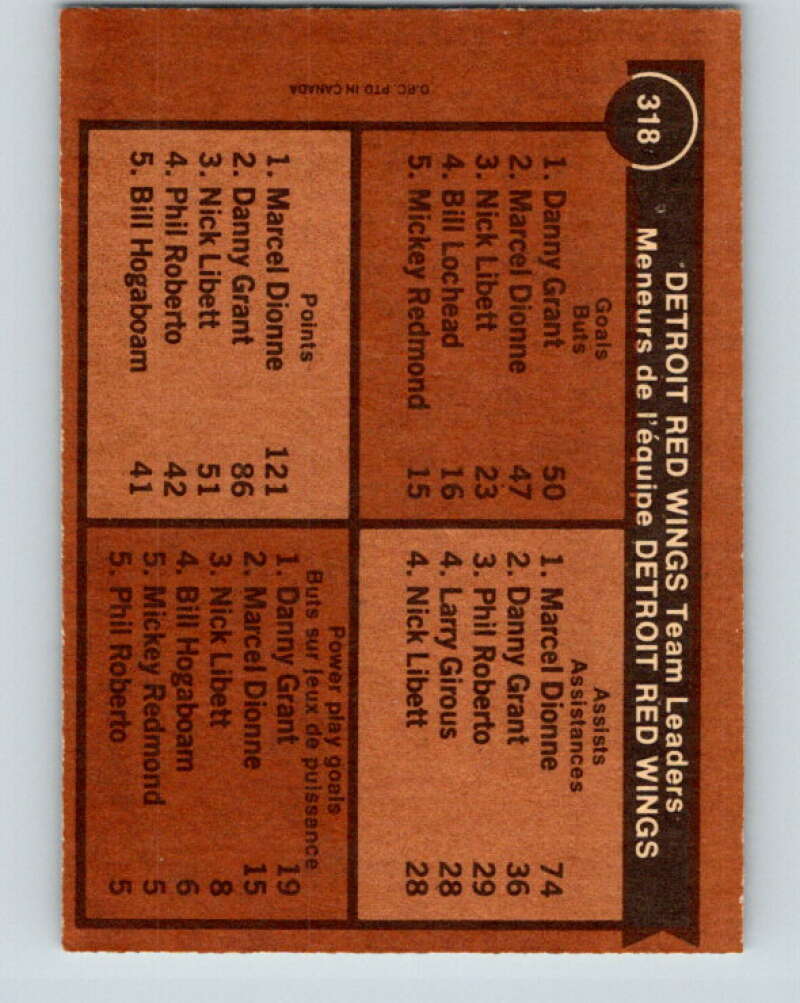 318
DETROIT RED WINGS Team Leaders
Meneurs de l'équipe DETROIT RED WINGS
Goals
Buts
1. Danny Grant 50
2. Marcel Dionne 47
3. Nick Libett 23
4. Bill Lochead 16
5. Mickey Redmond 15
Assists
Assistances
1. Marcel Dionne 74
2. Danny Grant 36
3. Phil Roberto 29
4. Larry Girous 28
4. Nick Libett 28
Points
1. Marcel Dionne 121
2. Danny Grant 86
3. Nick Libett 51
4. Phil Roberto 42
5. Bill Hogaboam 41
Power play goals
Buts sur jeux de puissance
1. Danny Grant 19
2. Marcel Dionne 15
3. Nick Libett 8
4. Bill Hogaboam 6
5. Mickey Redmond 5
5. Phil Roberto 5
O.P.C. PTD IN CANADA